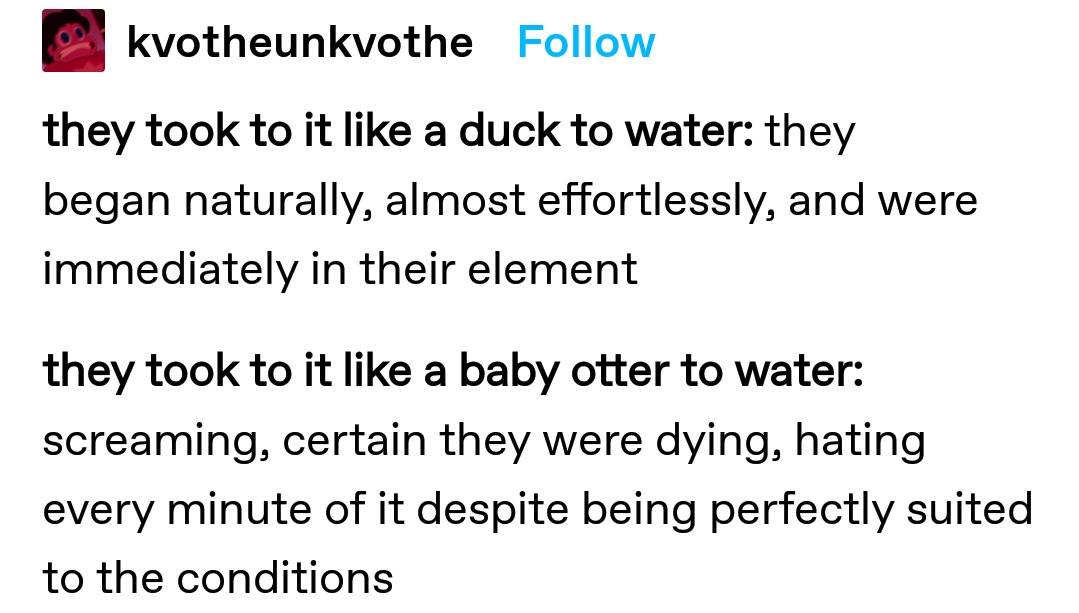 kvotheunkvothe Follow
they took to it like a duck to water: they
began naturally, almost effortlessly, and were
immediately in their element
they took to it like a baby otter to water:
screaming, certain they were dying, hating
every minute of it despite being perfectly suited
to the conditions